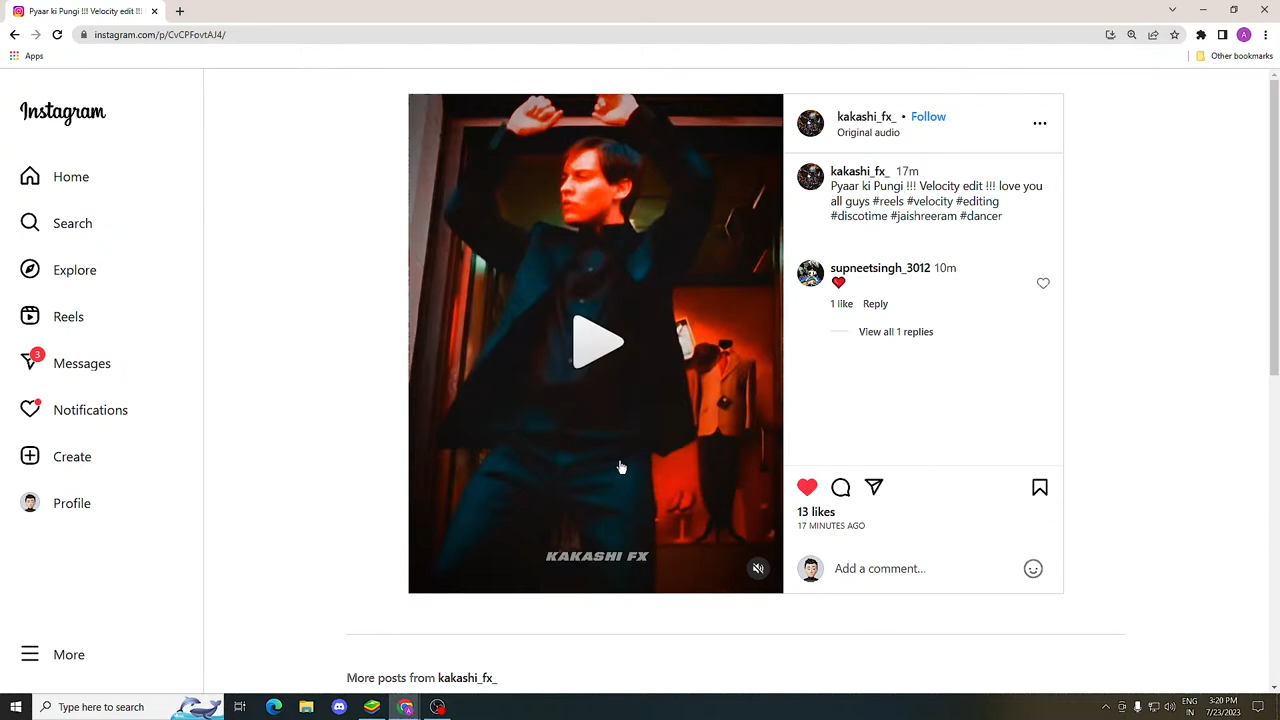 Pyaar ki Pungi !!! Velocity edit !!!
instagram.com/p/CvCPFovtAJ4/
Apps
Other bookmarks
Instagram
Home
Search
Explore
Reels
3
Messages
Notifications
Create
Profile
More
KAKASHI FX
kakashi_fx_ • Follow
Original audio
kakashi_fx_ 17m
Pyaar ki Pungi !!! Velocity edit !!! love you
all guys #reels #velocity #editing
#discotime #jaishreeram #dancer
supneetsingh_3012 10m
1 like Reply
View all 1 replies
13 likes
17 MINUTES AGO
Add a comment...
More posts from kakashi_fx_
Type here to search
ENG
IN
3:20 PM
7/23/2023
A
A